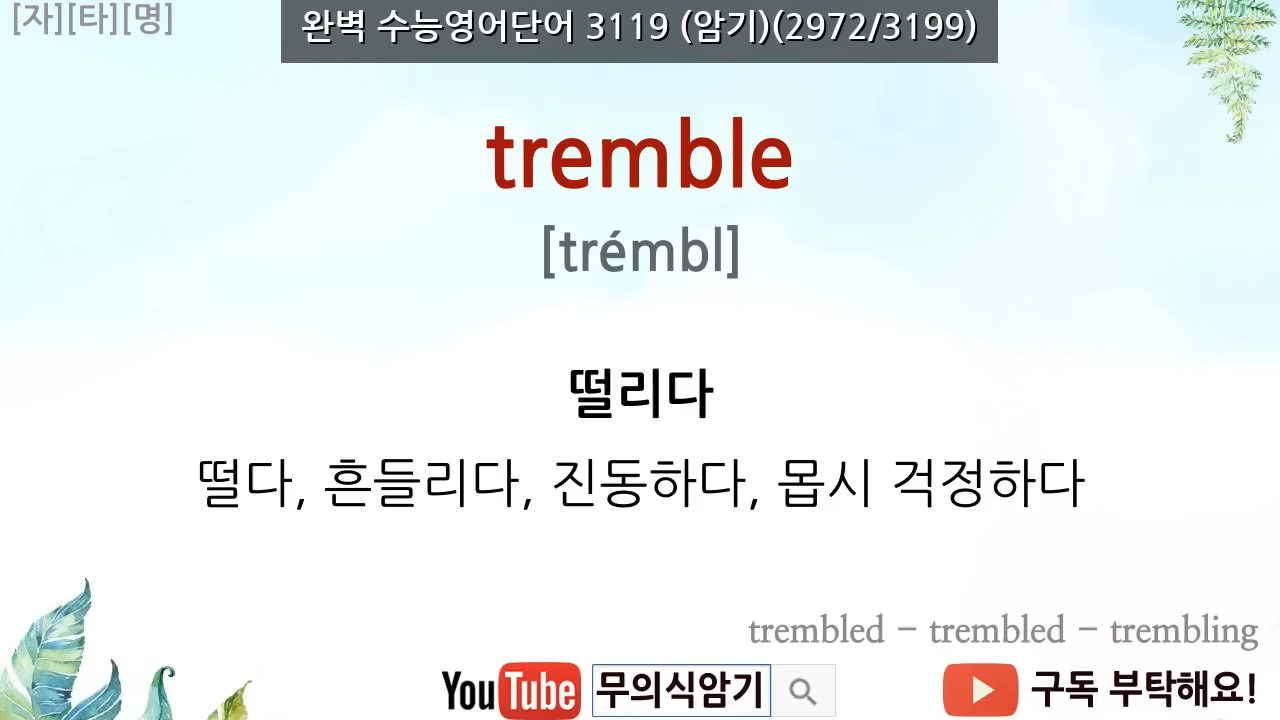 [자][타][명]
완벽 수능영어단어 3119 (암기)(2972/3199)
tremble
[trémbl]
떨리다
떨다, 흔들리다, 진동하다, 몹시 걱정하다
trembled - trembled - trembling
YouTube 무의식암기 구독 부탁해요!